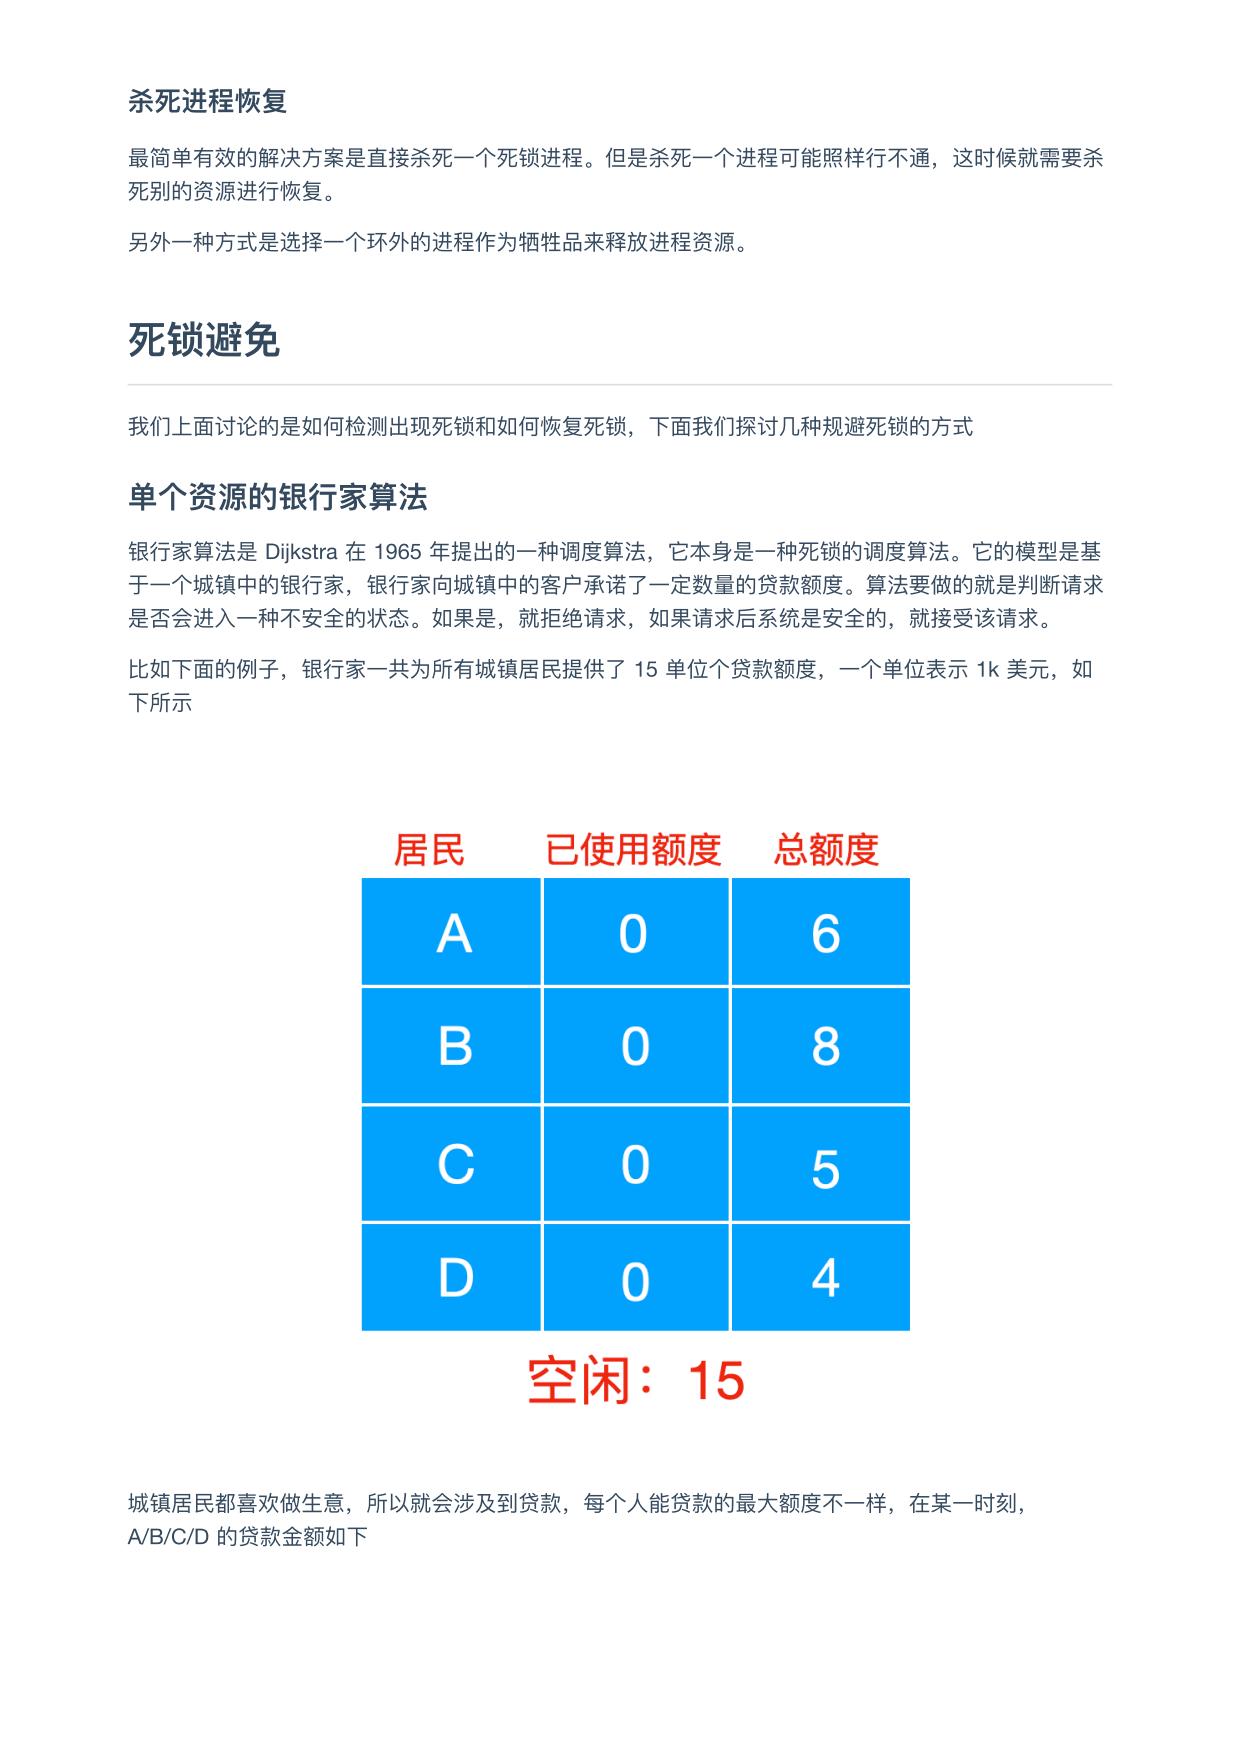 杀死进程恢复
最简单有效的解决方案是直接杀死一个死锁进程。但是杀死一个进程可能照样行不通，这时候就需要杀
死别的资源进行恢复。
另外一种方式是选择一个环外的进程作为牺牲品来释放进程资源。
死锁避免
我们上面讨论的是如何检测出现死锁和如何恢复死锁，下面我们探讨几种规避死锁的方式
单个资源的银行家算法
银行家算法是 Dijkstra 在 1965 年提出的一种调度算法，它本身是一种死锁的调度算法。它的模型是基
于一个城镇中的银行家，银行家向城镇中的客户承诺了一定数量的贷款额度。算法要做的就是判断请求
是否会进入一种不安全的状态。如果是，就拒绝请求，如果请求后系统是安全的，就接受该请求。
比如下面的例子，银行家一共为所有城镇居民提供了 15 单位个贷款额度，一个单位表示 1k 美元，如
下所示
居民 已使用额度 总额度
A 0 6
B 0 8
C 0 5
D 0 4
空闲：15
城镇居民都喜欢做生意，所以就会涉及到贷款，每个人能贷款的最大额度不一样，在某一时刻，
A/B/C/D 的贷款金额如下